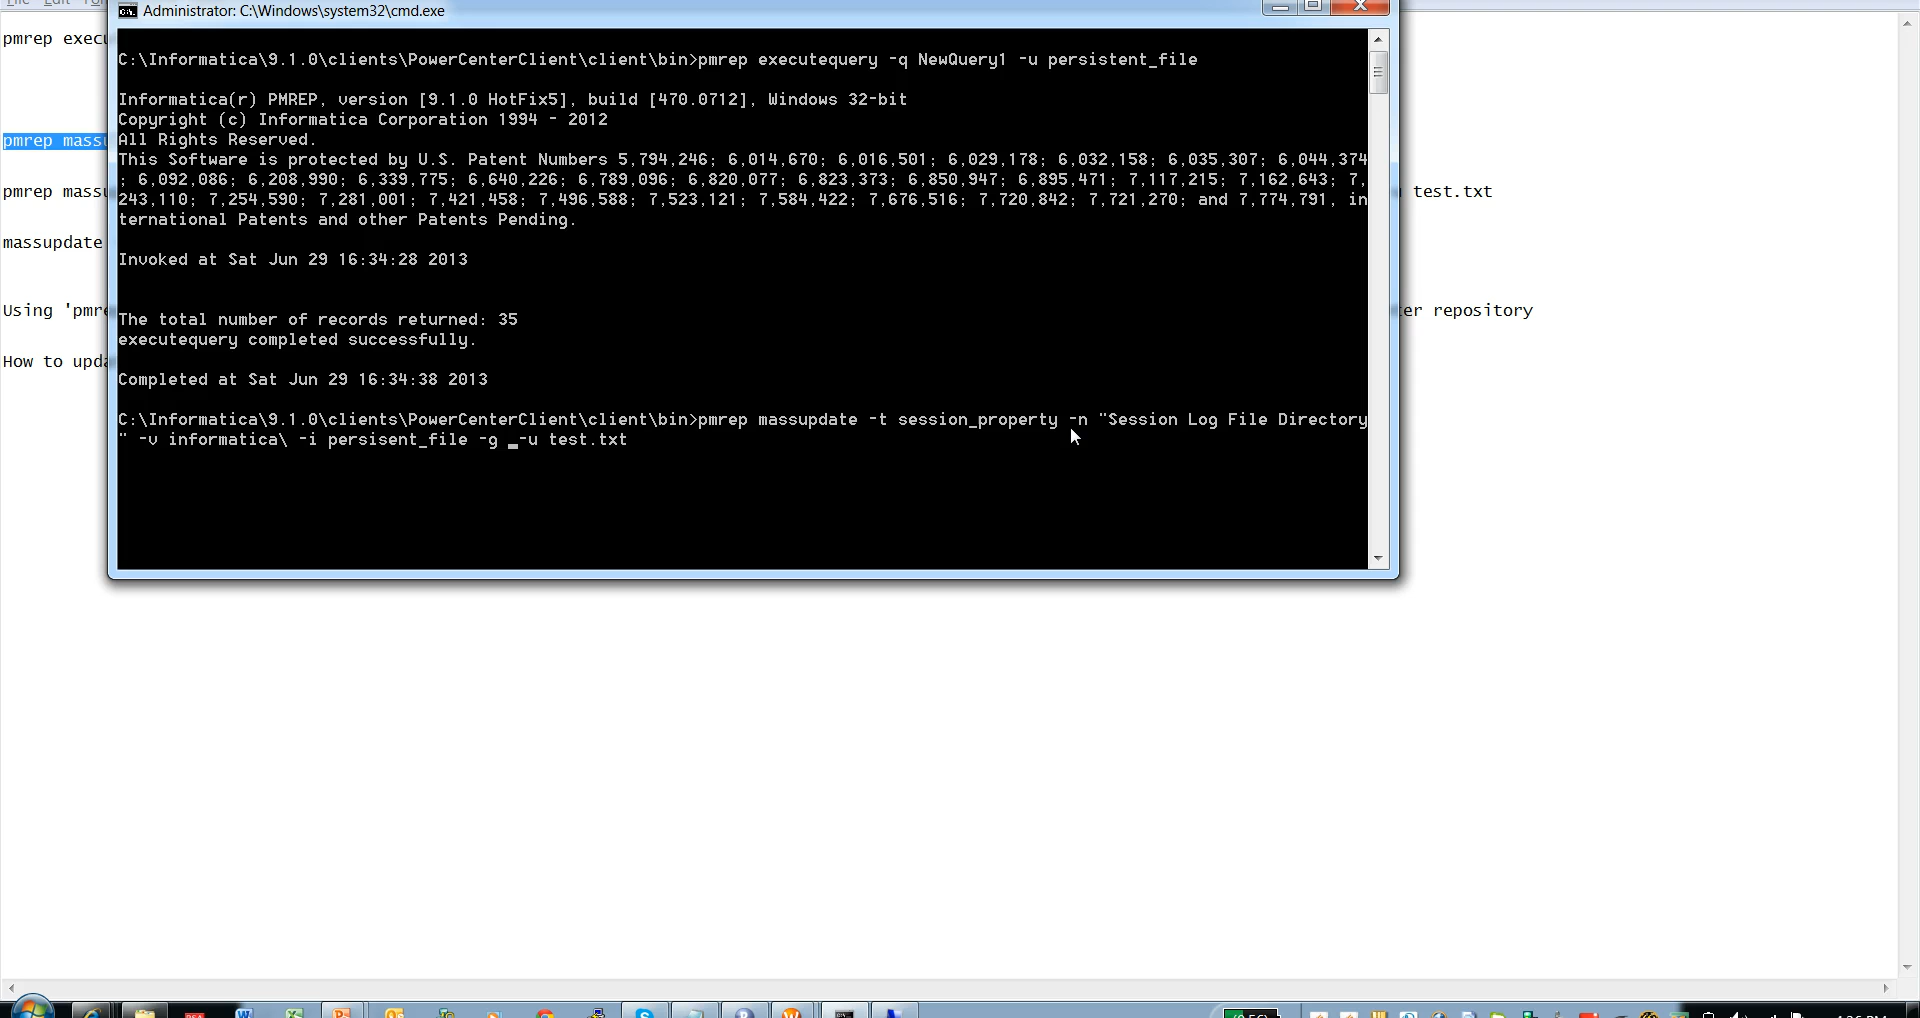 Administrator: C:\Windows\system32\cmd.exe
pmrep
C:\Informatica\9.1.0\clients\PowerCenterClient\client\bin>pmrep executequery -q NewQuery1 -u persistent_file
Informatica(r) PMREP, version [9.1.0 HotFix5], build [470.0712], Windows 32-bit
Copyright (c) Informatica Corporation 1994 - 2012
All Rights Reserved.
pmrep
This Software is protected by U.S. Patent Numbers 5,794,246; 6,014,670; 6,016,501; 6,029,178; 6,032,158; 6,035,307; 6,044,374
; 6,092,086; 6,208,990; 6,339,775; 6,640,226; 6,789,096; 6,820,077; 6,823,373; 6,850,947; 6,895,471; 7,117,215; 7,162,643; 7,
pmrep test.txt
243,110; 7,254,590; 7,281,001; 7,421,458; 7,496,588; 7,523,121; 7,584,422; 7,676,516; 7,720,842; 7,721,270; and 7,774,791, in
ternational Patents and other Patents Pending.
massupdate
Invoked at Sat Jun 29 16:34:28 2013
Using repository
The total number of records returned: 35
executequery completed successfully.
How to
Completed at Sat Jun 29 16:34:38 2013
C:\Informatica\9.1.0\clients\PowerCenterClient\client\bin>pmrep massupdate -t session_property -n "Session Log File Directory
" -v informatica\ -i persisent_file -g _-u test.txt